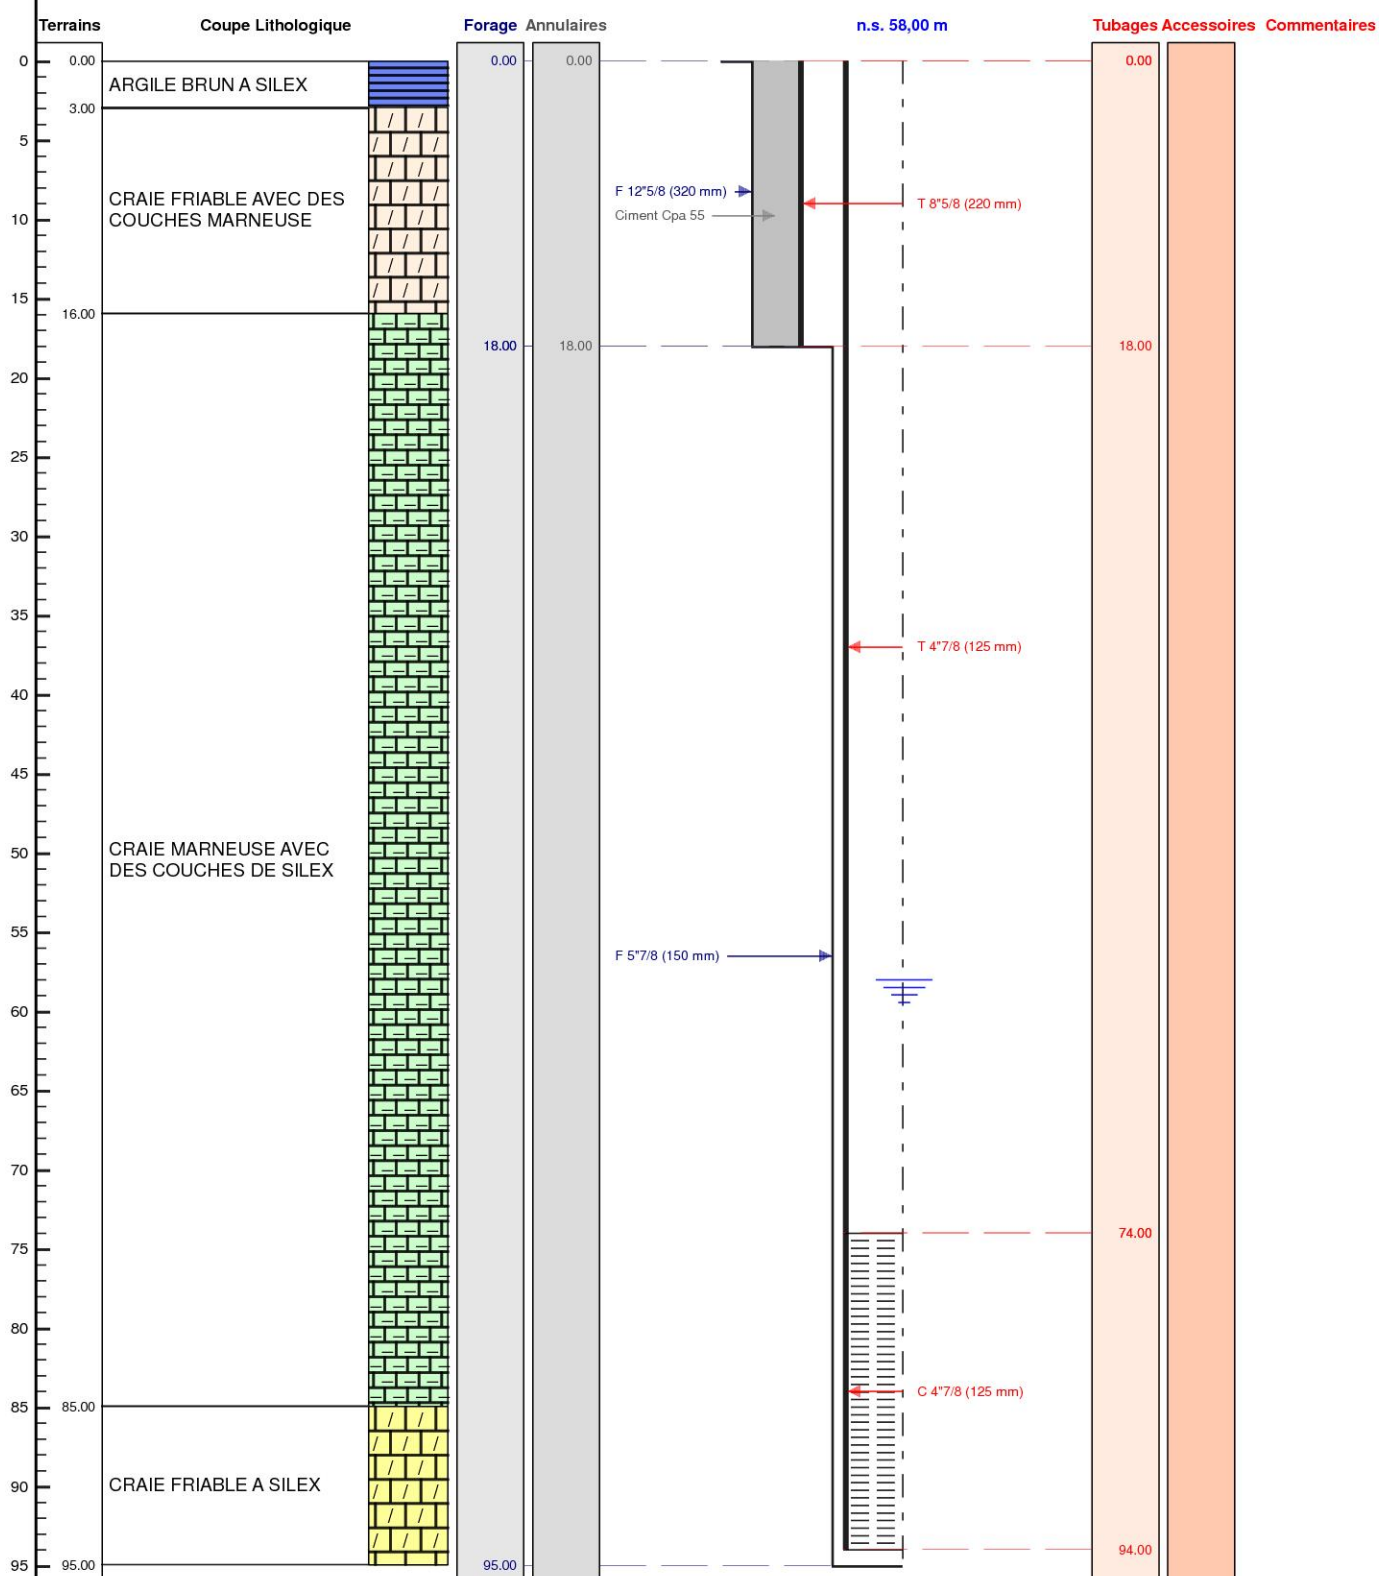 Terrains Coupe Lithologique Forage Annulaires n.s. 58,00 m Tubages Accessoires Commentaires
0 0.00 0.00 0.00 0.00
ARGILE BRUN A SILEX
3.00
5
F 12"5/8 (320 mm)
CRAIE FRIABLE AVEC DES
T 8"5/8 (220 mm)
Ciment Cpa 55
10 COUCHES MARNEUSE
15
16.00
18.00 18.00 18.00
20
25
30
35
T 4"7/8 (125 mm)
40
45
50 CRAIE MARNEUSE AVEC
DES COUCHES DE SILEX
55
F 5"7/8 (150 mm)
60
65
70
74.00
75
80
C 4"7/8 (125 mm)
85 85.00
90 CRAIE FRIABLE A SILEX
94.00
95 95.00 95.00